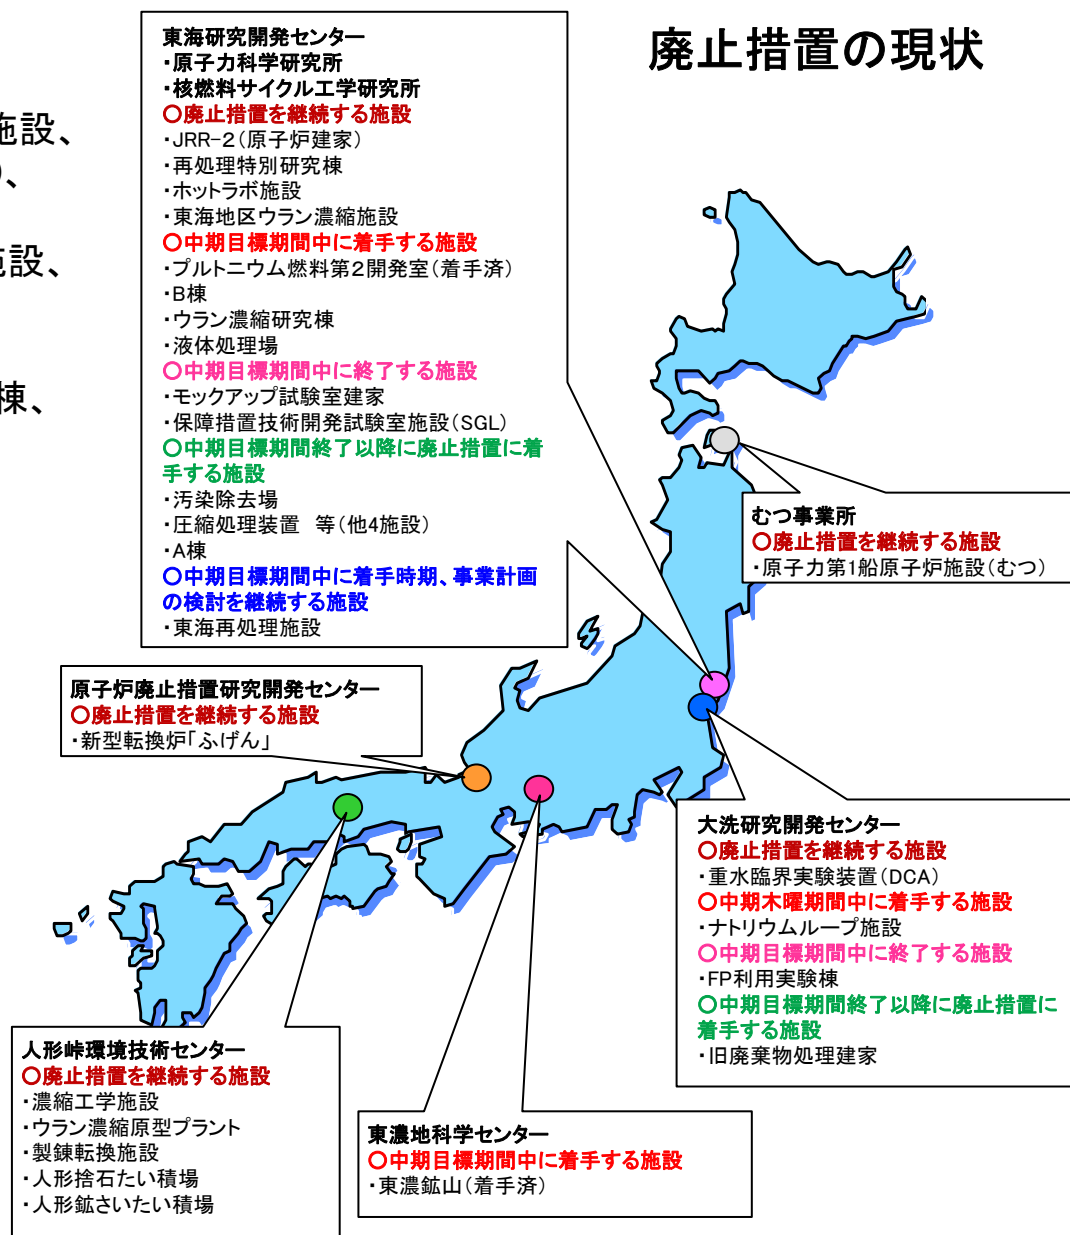 廃止措置の現状
施設、
)、
施設、
棟、
東海研究開発センター
・原子力科学研究所
・核燃料サイクル工学研究所
○廃止措置を継続する施設
・JRR-2(原子炉建家)
・再処理特別研究棟
・ホットラボ施設
・東海地区ウラン濃縮施設
○中期目標期間中に着手する施設
・プルトニウム燃料第2開発室(着手済)
・B棟
・ウラン濃縮研究棟
・液体処理場
○中期目標期間中に終了する施設
・モックアップ試験室建家
・保障措置技術開発試験室施設(SGL)
○中期目標期間終了以降に廃止措置に着
手する施設
・汚染除去場
・圧縮処理装置 等(他4施設)
・A棟
○中期目標期間中に着手時期、事業計画
の検討を継続する施設
・東海再処理施設
むつ事業所
○廃止措置を継続する施設
・原子力第1船原子炉施設(むつ)
原子炉廃止措置研究開発センター
○廃止措置を継続する施設
・新型転換炉「ふげん」
大洗研究開発センター
○廃止措置を継続する施設
・重水臨界実験装置(DCA)
○中期木曜期間中に着手する施設
・ナトリウムループ施設
○中期目標期間中に終了する施設
・FP利用実験棟
○中期目標期間終了以降に廃止措置に
着手する施設
・旧廃棄物処理建家
人形峠環境技術センター
○廃止措置を継続する施設
・濃縮工学施設
・ウラン濃縮原型プラント
・製錬転換施設
・人形捨石たい積場
・人形鉱さいたい積場
東濃地科学センター
○中期目標期間中に着手する施設
・東濃鉱山(着手済)